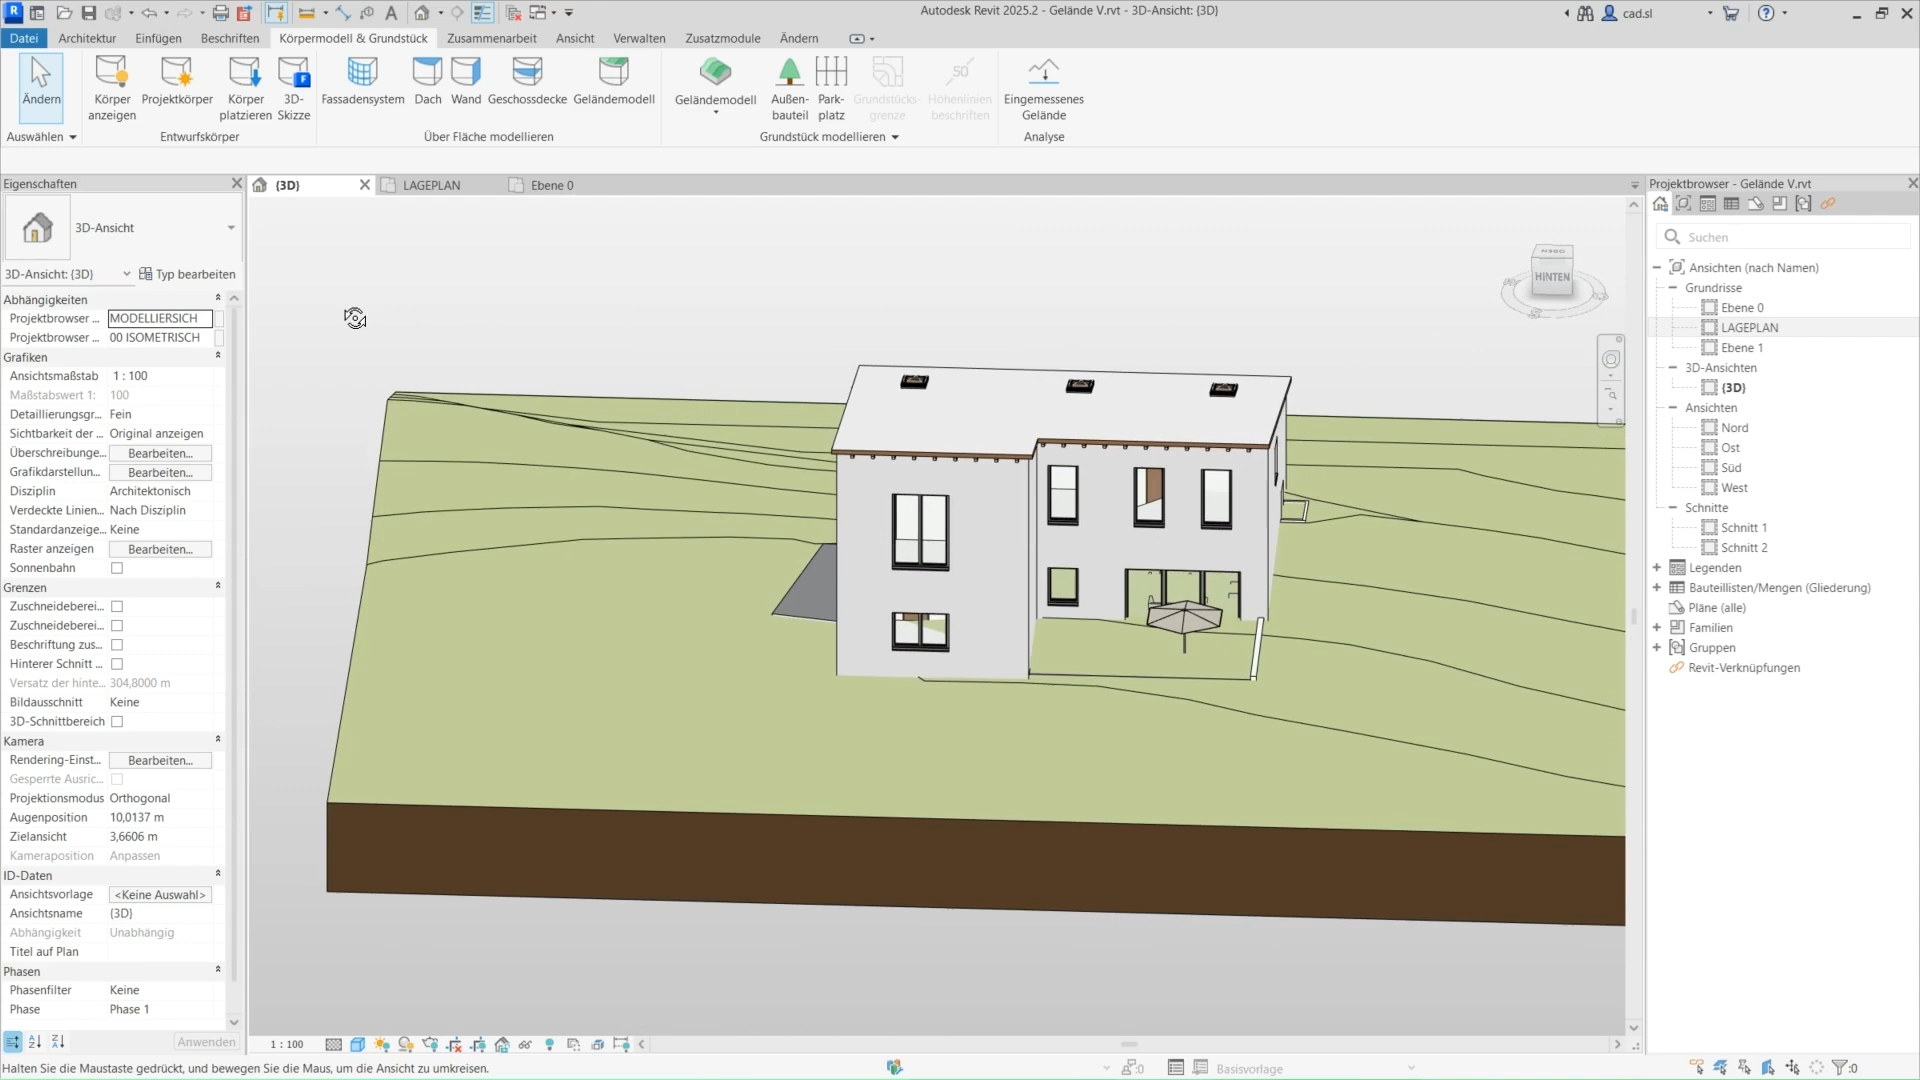 Autodesk Revit 2025.2 - Gelände V.rvt - 3D-Ansicht: {3D}
cad.sl
Datei
Architektur
Einfügen
Beschriften
Körpermodell & Grundstück
Zusammenarbeit
Ansicht
Verwalten
Zusatzmodule
Ändern
Ändern
Körper anzeigen
Projektkörper
Körper platzieren
3D-Skizze
Fassadensystem
Dach
Wand
Geschossdecke
Geländemodell
Geländemodell
Außen-bauteil
Park-platz
Grundstücks-grenze
50
Höhenlinien beschriften
Eingemessenes Gelände
Auswählen
Entwurfskörper
Über Fläche modellieren
Grundstück modellieren
Analyse
Eigenschaften
3D-Ansicht
3D-Ansicht: {3D}
Typ bearbeiten
Abhängigkeiten
Projektbrowser ... MODELLIERSICH
Projektbrowser ... 00 ISOMETRISCH
Grafiken
Ansichtsmaßstab 1 : 100
Maßstabswert 1: 100
Detaillierungsgr... Fein
Sichtbarkeit der ... Original anzeigen
Überschreibunge... Bearbeiten...
Grafikdarstellun... Bearbeiten...
Disziplin Architektonisch
Verdeckte Linien... Nach Disziplin
Standardanzeige... Keine
Raster anzeigen Bearbeiten...
Sonnenbahn
Grenzen
Zuschneideberei...
Zuschneideberei...
Beschriftung zus...
Hinterer Schnitt ...
Versatz der hinte... 304,8000 m
Bildausschnitt Keine
3D-Schnittbereich
Kamera
Rendering-Einst... Bearbeiten...
Gesperrte Ausric...
Projektionsmodus Orthogonal
Augenposition 10,0137 m
Zielansicht 3,6606 m
Kameraposition Anpassen
ID-Daten
Ansichtsvorlage <Keine Auswahl>
Ansichtsname {3D}
Abhängigkeit Unabhängig
Titel auf Plan
Phasen
Phasenfilter Keine
Phase Phase 1
Anwenden
{3D}
LAGEPLAN
Ebene 0
OBEN
HINTEN
1 : 100
Projektbrowser - Gelände V.rvt
Suchen
Ansichten (nach Namen)
Grundrisse
Ebene 0
LAGEPLAN
Ebene 1
3D-Ansichten
{3D}
Ansichten
Nord
Ost
Süd
West
Schnitte
Schnitt 1
Schnitt 2
Legenden
Bauteillisten/Mengen (Gliederung)
Pläne (alle)
Familien
Gruppen
Revit-Verknüpfungen
Halten Sie die Maustaste gedrückt, und bewegen Sie die Maus, um die Ansicht zu umkreisen.
:0
Basisvorlage
:0